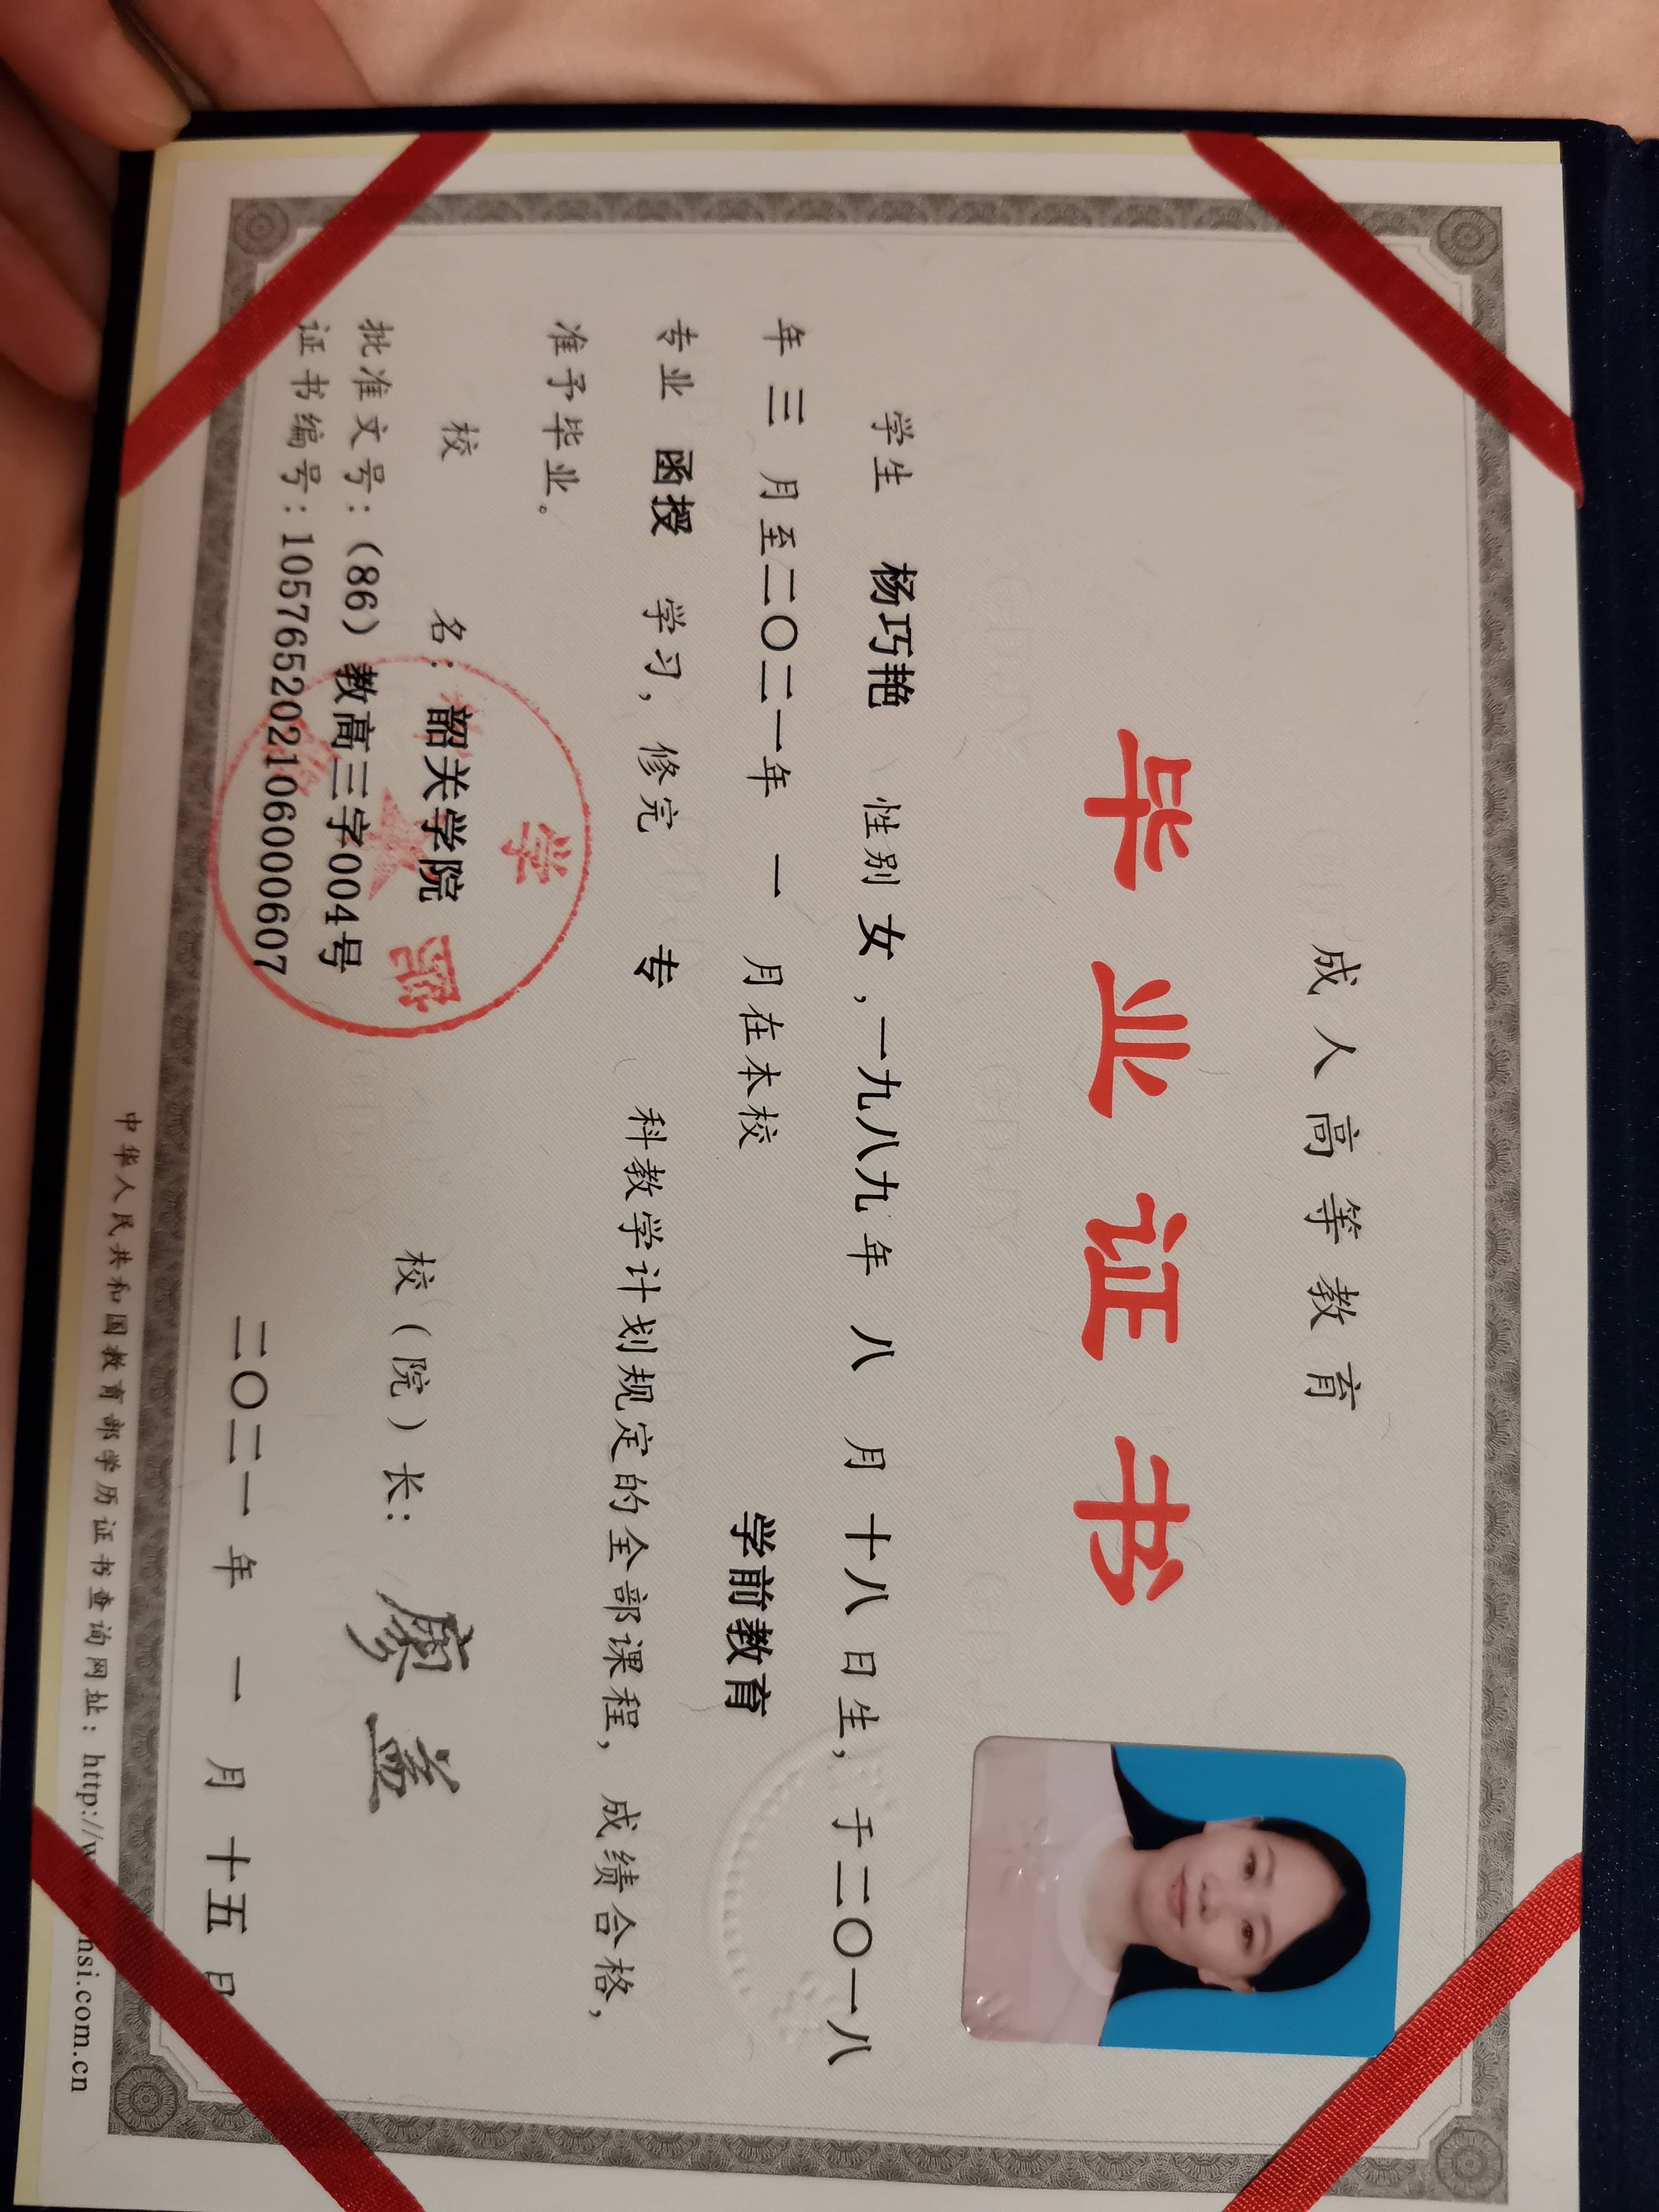 成人高等教育
毕业证书
学生 杨巧艳 性别 女，一九八九年 八 月 十八 日生，于二〇一八
年 三 月至二〇二一年 一 月在本校 学前教育
专业 函授 学习，修完 专 科教学计划规定的全部课程，成绩合格，
准予毕业。
校 名：韶关学院 校（院）长：廖益
批准文号：（86）教高三字004号
证书编号：105765202106000607 二〇二一年 一 月 十五 日
中华人民共和国教育部学历证书查询网址：http://w hsi.com.cn